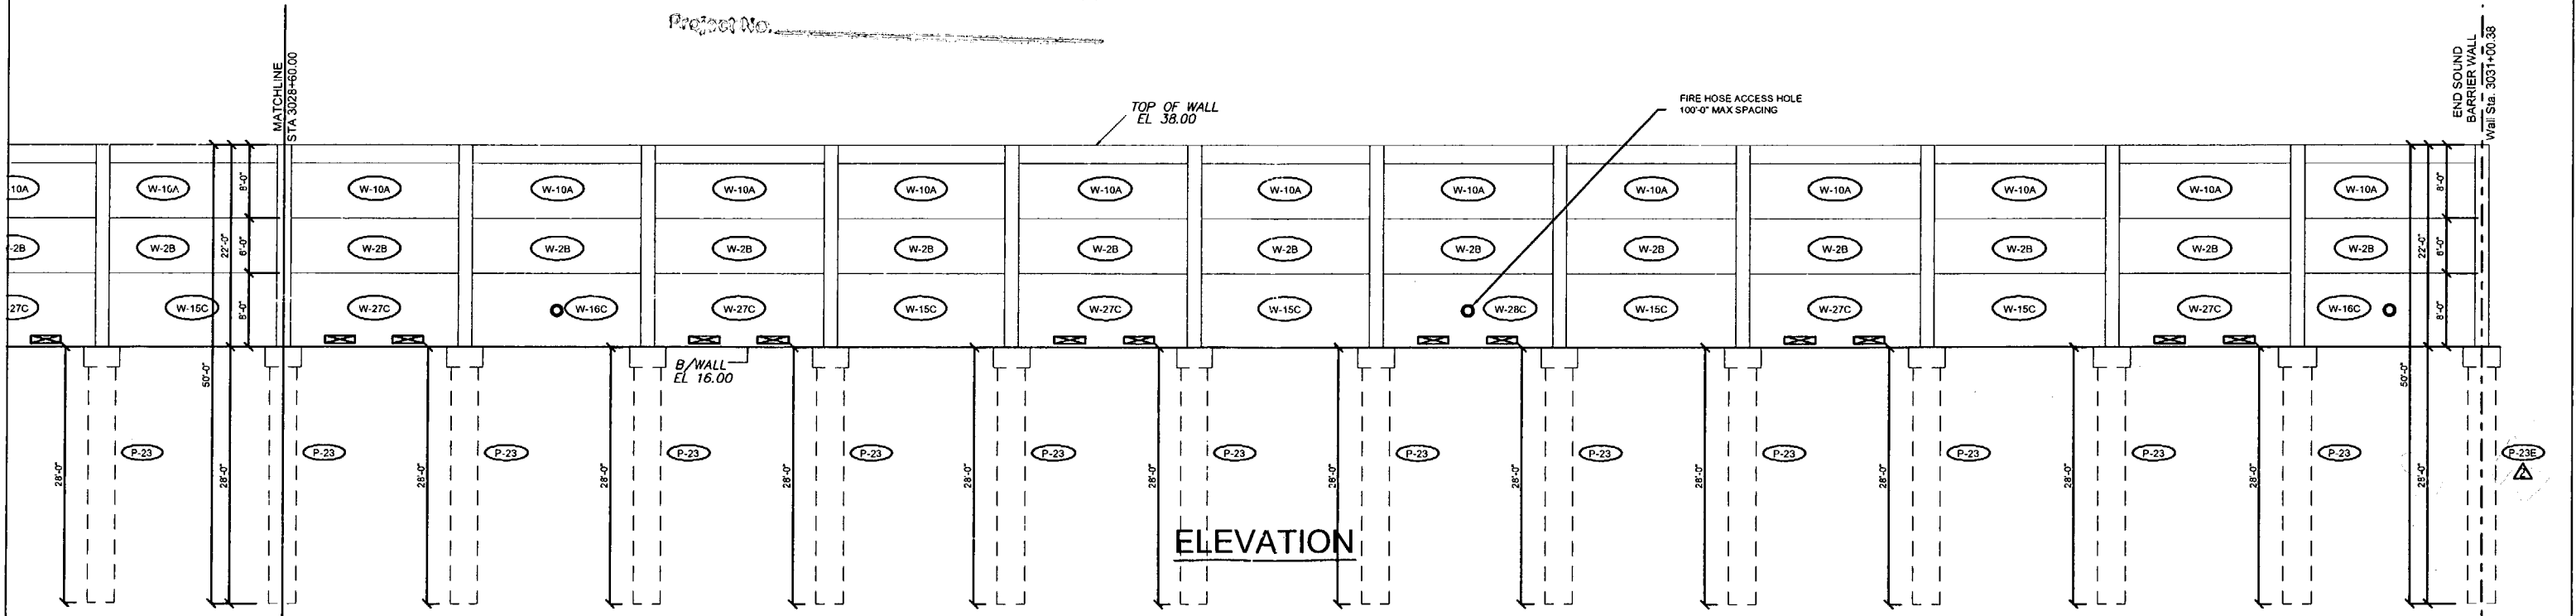 Project No.
MATCHLINE
STA 3028+60.00
TOP OF WALL
EL 38.00
FIRE HOSE ACCESS HOLE
100'-0" MAX SPACING
END SOUND
BARRIER WALL
Wall Sta. 3031+00.38
-10A W-10A 8'-0" W-10A W-10A W-10A W-10A W-10A W-10A W-10A W-10A W-10A W-10A W-10A W-10A 8'-0"
-2B W-2B 22'-0" 6'-0" W-2B W-2B W-2B W-2B W-2B W-2B W-2B W-2B W-2B W-2B W-2B W-2B 22'-0" 6'-0"
-27C W-15C 8'-0" W-27C W-16C W-27C W-15C W-27C W-15C W-28C W-15C W-27C W-15C W-27C W-16C 8'-0"
50'-0" 50'-0"
B/WALL
EL 16.00
P-23 P-23 P-23 P-23 P-23 P-23 P-23 P-23 P-23 P-23 P-23 P-23 P-23 P-23E
2
28'-0" 28'-0" 28'-0" 28'-0" 28'-0" 28'-0" 28'-0" 28'-0" 28'-0" 28'-0" 28'-0" 28'-0" 28'-0" 28'-0"
ELEVATION